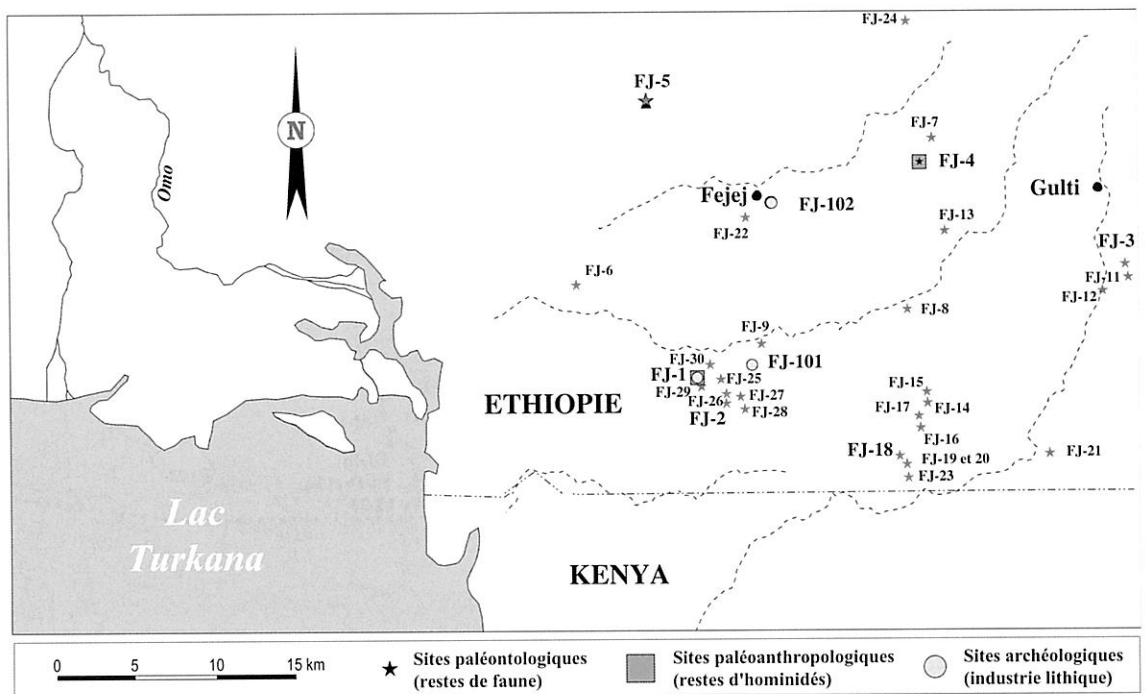 FJ-24
FJ-5
N
FJ-7
FJ-4
Omo
Fejej
FJ-102
Gulti
FJ-22
FJ-13
FJ-3
FJ-6
FJ-11
FJ-12
FJ-8
FJ-9
FJ-30
FJ-101
FJ-1
FJ-25
FJ-29
FJ-26
FJ-27
FJ-2
FJ-28
ETHIOPIE
FJ-15
FJ-14
FJ-17
FJ-16
FJ-18
FJ-19 et 20
FJ-21
FJ-23
Lac
Turkana
KENYA
0 5 10 15 km
Sites paléontologiques
(restes de faune)
Sites paléoanthropologiques
(restes d'hominidés)
Sites archéologiques
(industrie lithique)